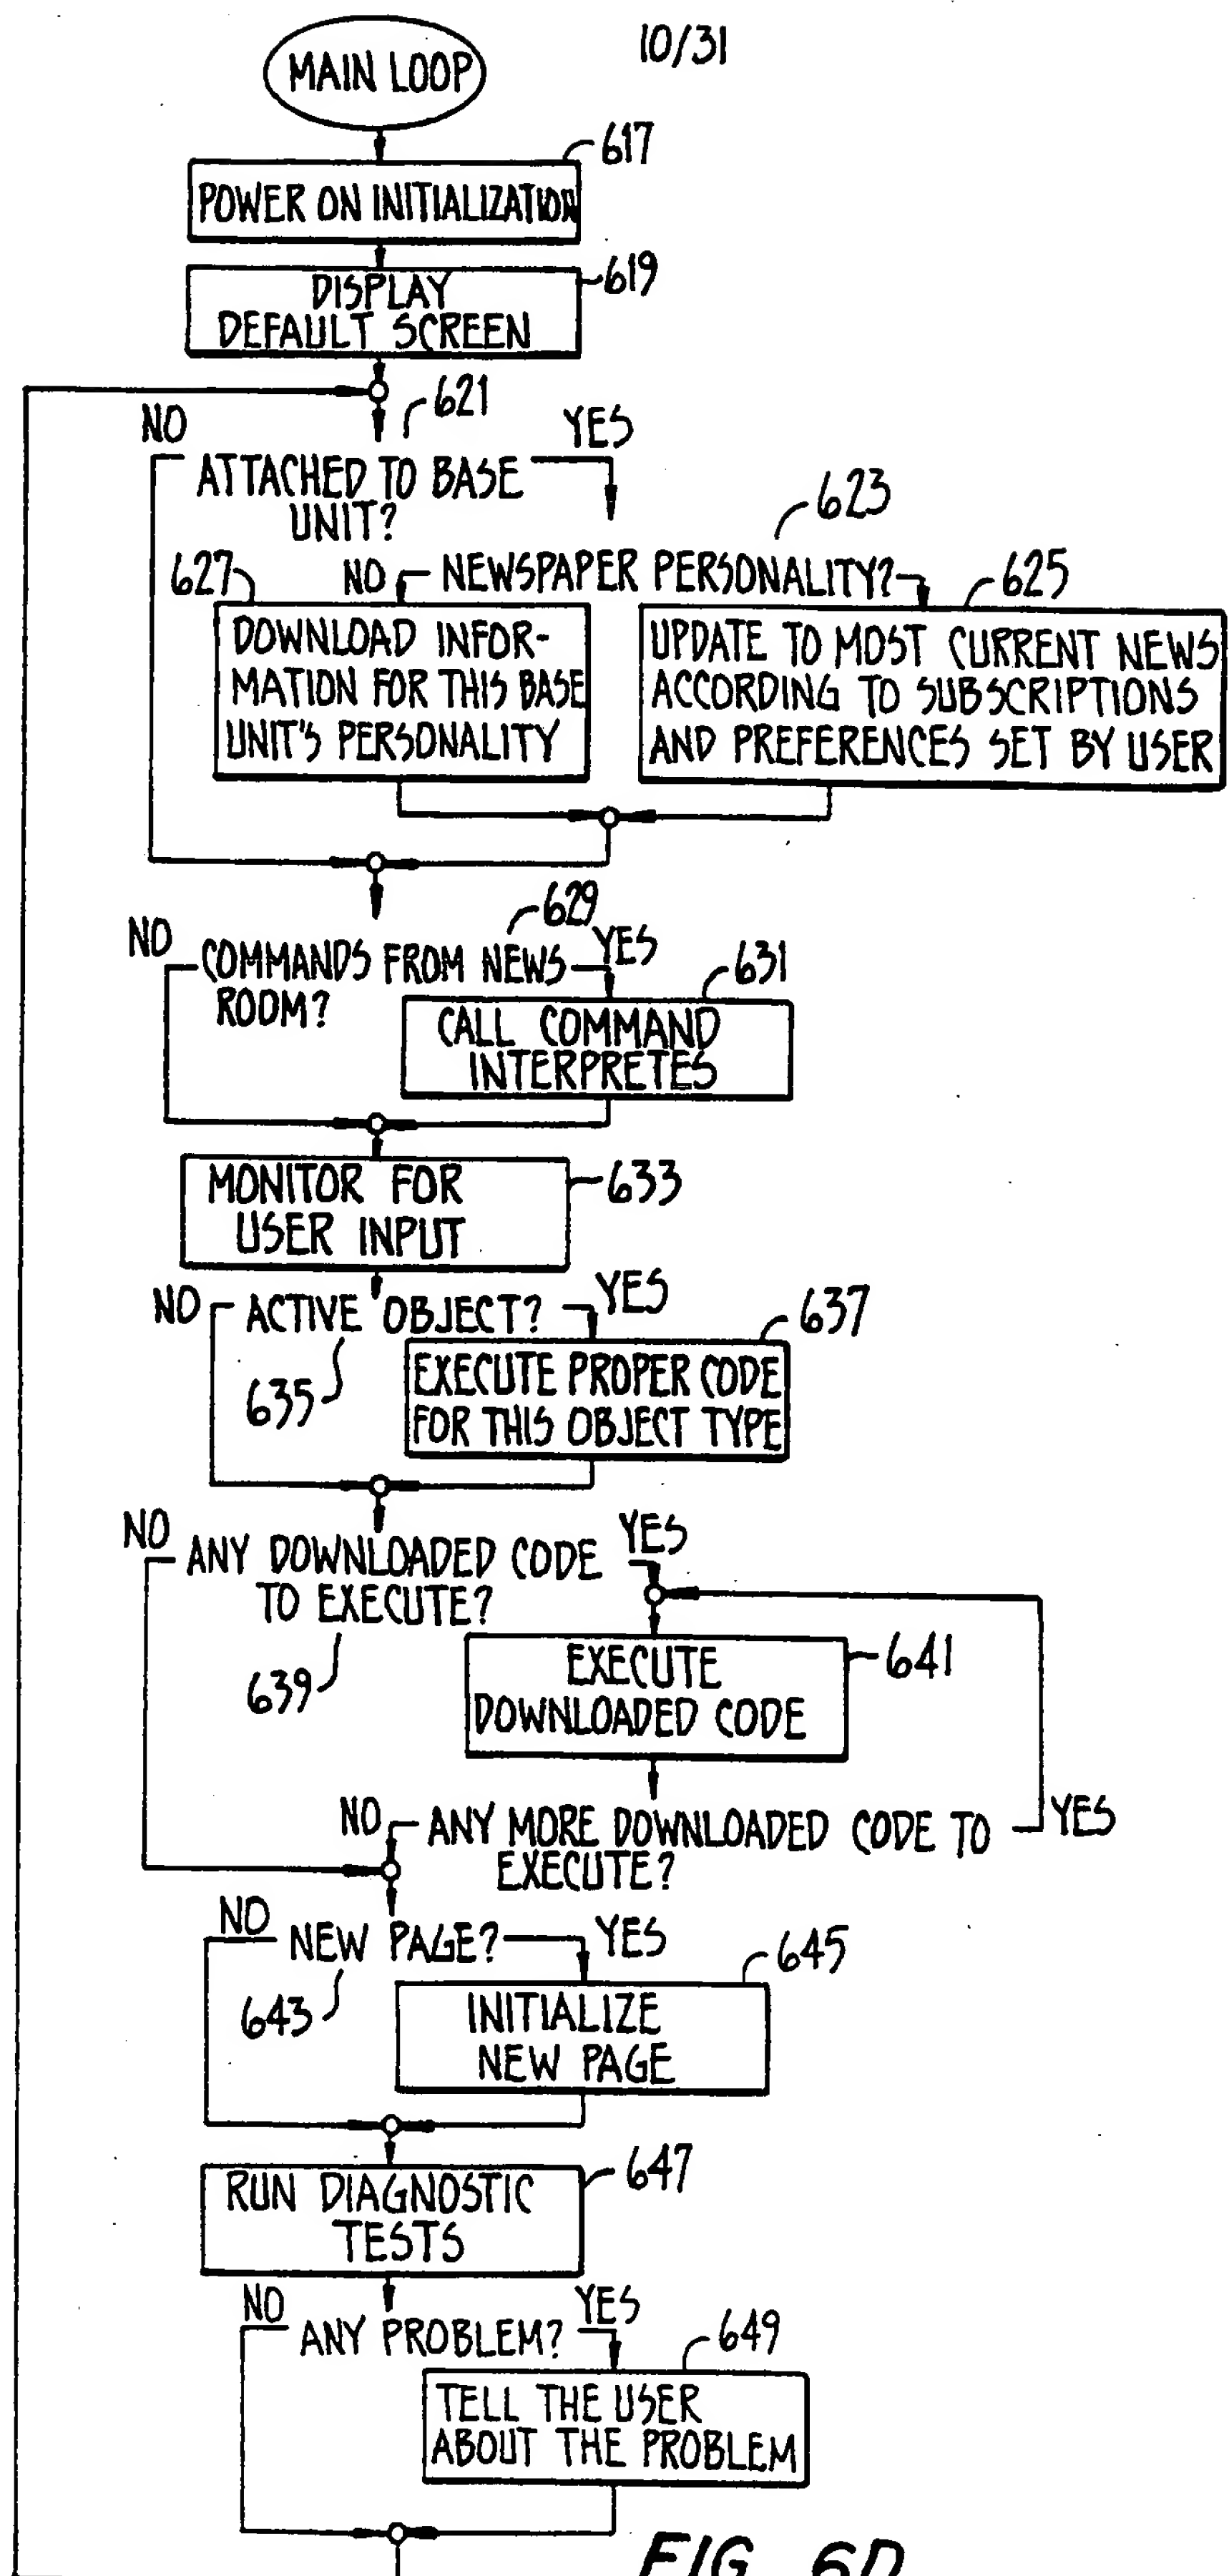 10/31
MAIN LOOP
617
POWER ON INITIALIZATION
619
DISPLAY
DEFAULT SCREEN
621
NO
YES
ATTACHED TO BASE
UNIT?
623
627
NO
NEWSPAPER PERSONALITY?
625
DOWNLOAD INFOR-
MATION FOR THIS BASE
UNIT'S PERSONALITY
UPDATE TO MOST CURRENT NEWS
ACCORDING TO SUBSCRIPTIONS
AND PREFERENCES SET BY USER
629
NO
YES
COMMANDS FROM NEWS
ROOM?
631
CALL COMMAND
INTERPRETES
MONITOR FOR
USER INPUT
633
NO
ACTIVE OBJECT?
YES
637
635
EXECUTE PROPER CODE
FOR THIS OBJECT TYPE
NO
YES
ANY DOWNLOADED CODE
TO EXECUTE?
639
EXECUTE
DOWNLOADED CODE
641
NO
ANY MORE DOWNLOADED CODE TO
EXECUTE?
YES
NO
NEW PAGE?
YES
645
643
INITIALIZE
NEW PAGE
647
RUN DIAGNOSTIC
TESTS
NO
YES
ANY PROBLEM?
649
TELL THE USER
ABOUT THE PROBLEM
FIG 6D